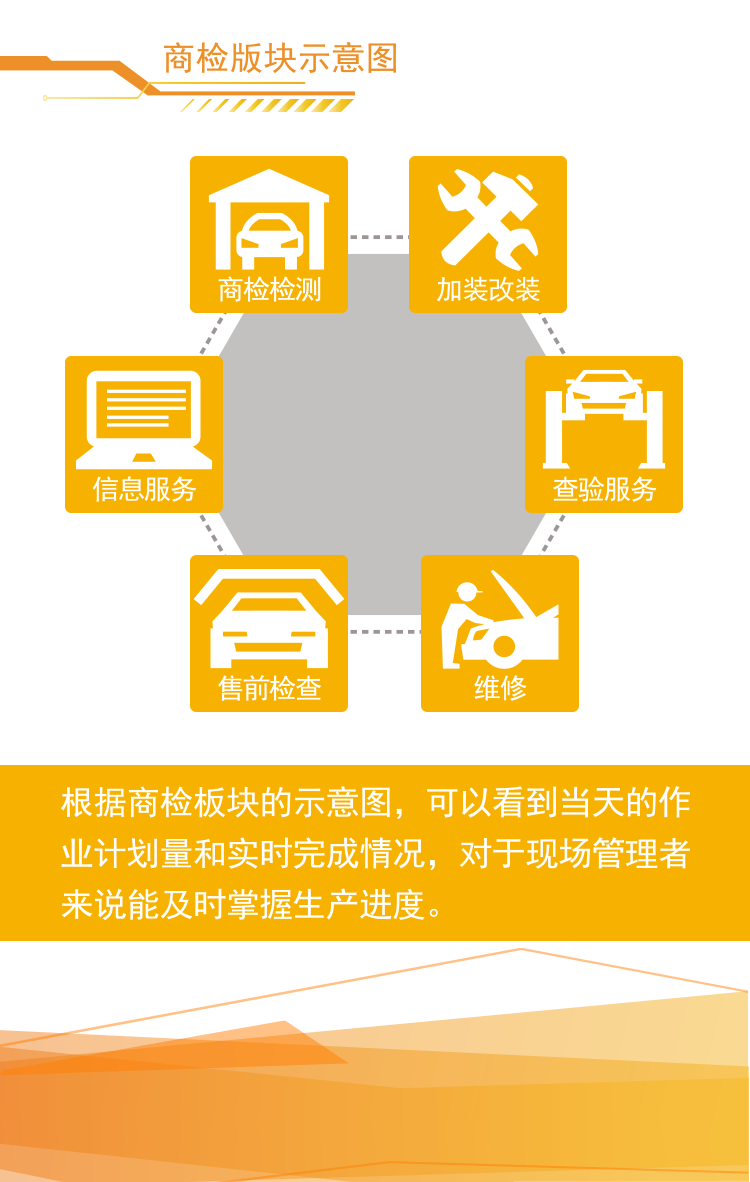 商检版块示意图
商检检测
加装改装
信息服务
查验服务
售前检查
维修
根据商检板块的示意图，可以看到当天的作
业计划量和实时完成情况，对于现场管理者
来说能及时掌握生产进度。